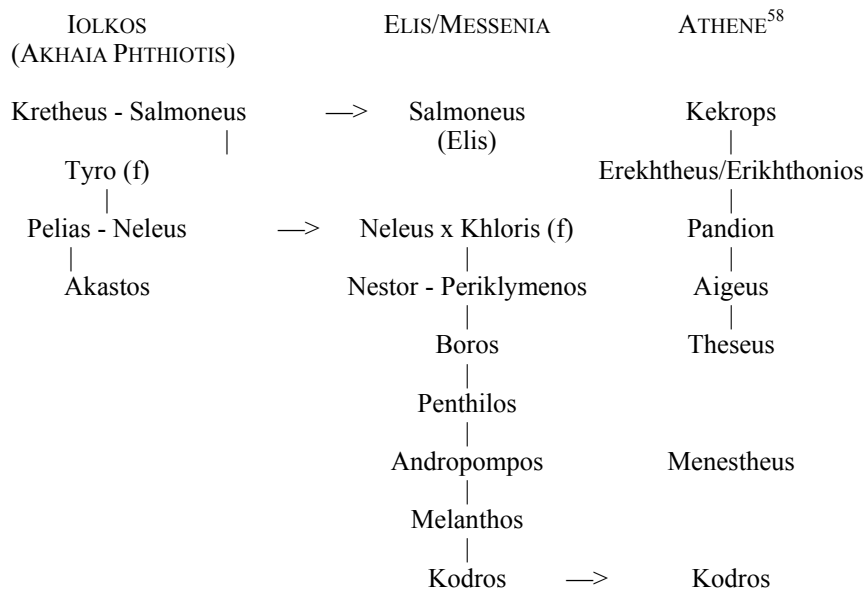 IOLKOS ELIS/MESSENIA ATHENE58
(AKHAIA PHTHIOTIS)
Kretheus - Salmoneus —> Salmoneus Kekrops
| (Elis) |
Tyro (f) Erekhtheus/Erikhthonios
| |
Pelias - Neleus —> Neleus x Khloris (f) Pandion
| | |
Akastos Nestor - Periklymenos Aigeus
| |
Boros Theseus
|
Penthilos
|
Andropompos Menestheus
|
Melanthos
|
Kodros —> Kodros